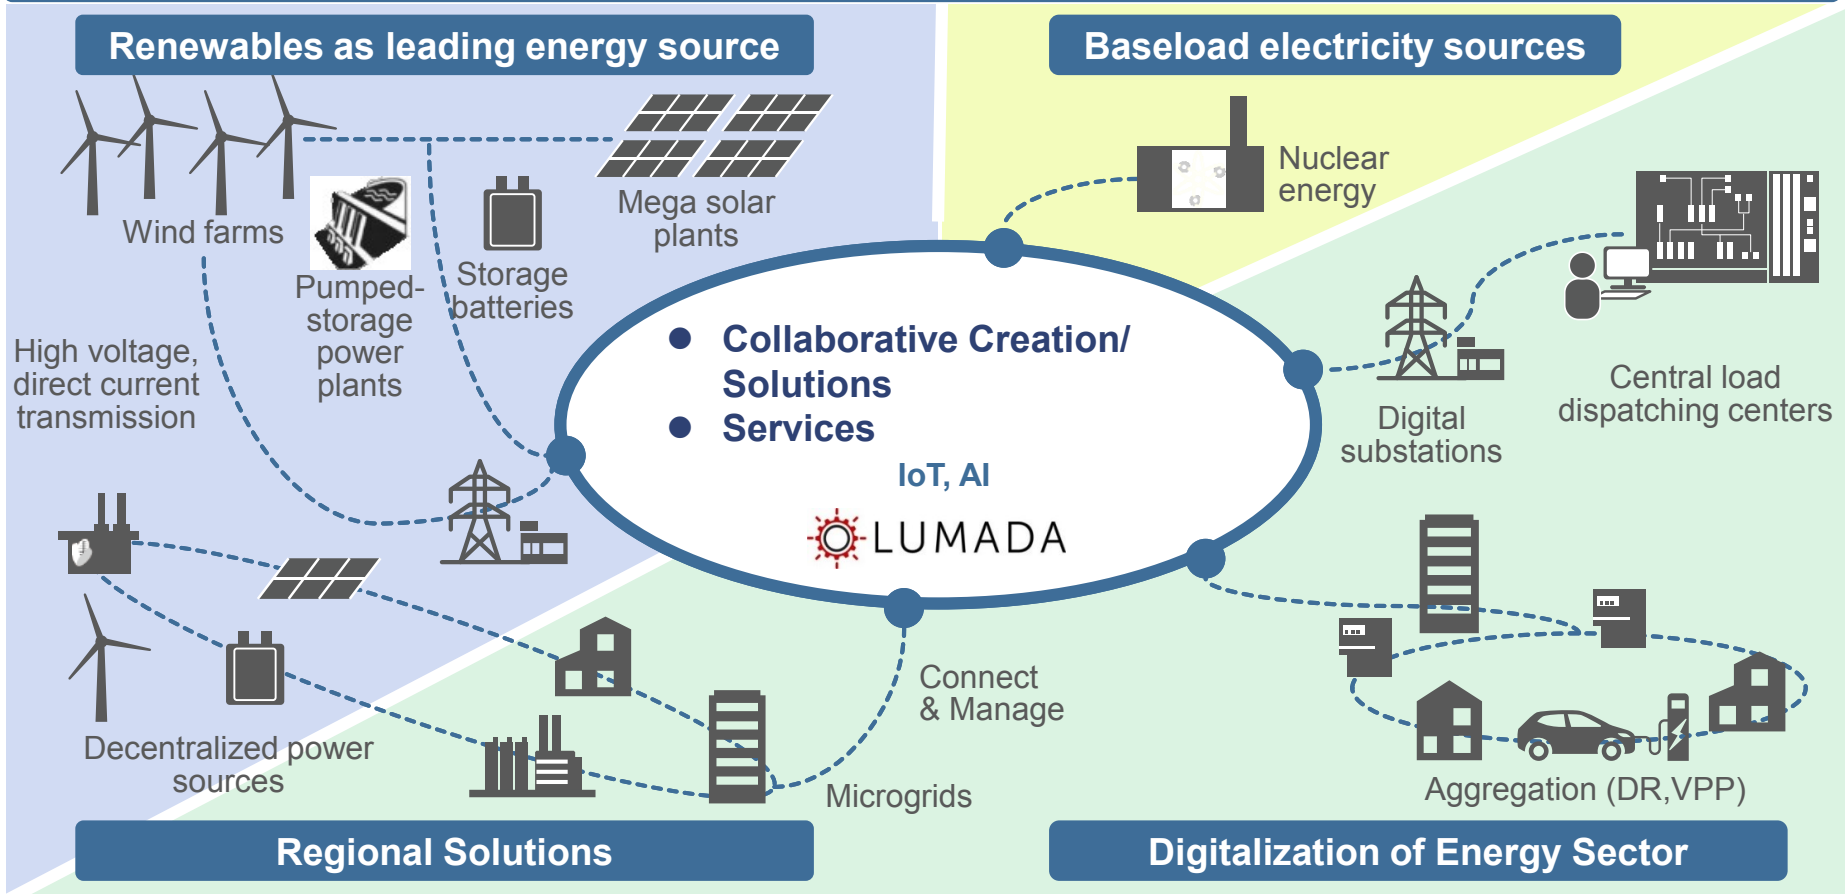 Renewables as leading energy source
Baseload electricity sources
Wind farms
Pumped-
storage
power
plants
Storage
batteries
Mega solar
plants
High voltage,
direct current
transmission
Nuclear
energy
Central load
dispatching centers
Digital
substations
● Collaborative Creation/
Solutions
● Services
IoT, AI
LUMADA
Decentralized power
sources
Connect
& Manage
Microgrids
Aggregation (DR,VPP)
Regional Solutions
Digitalization of Energy Sector